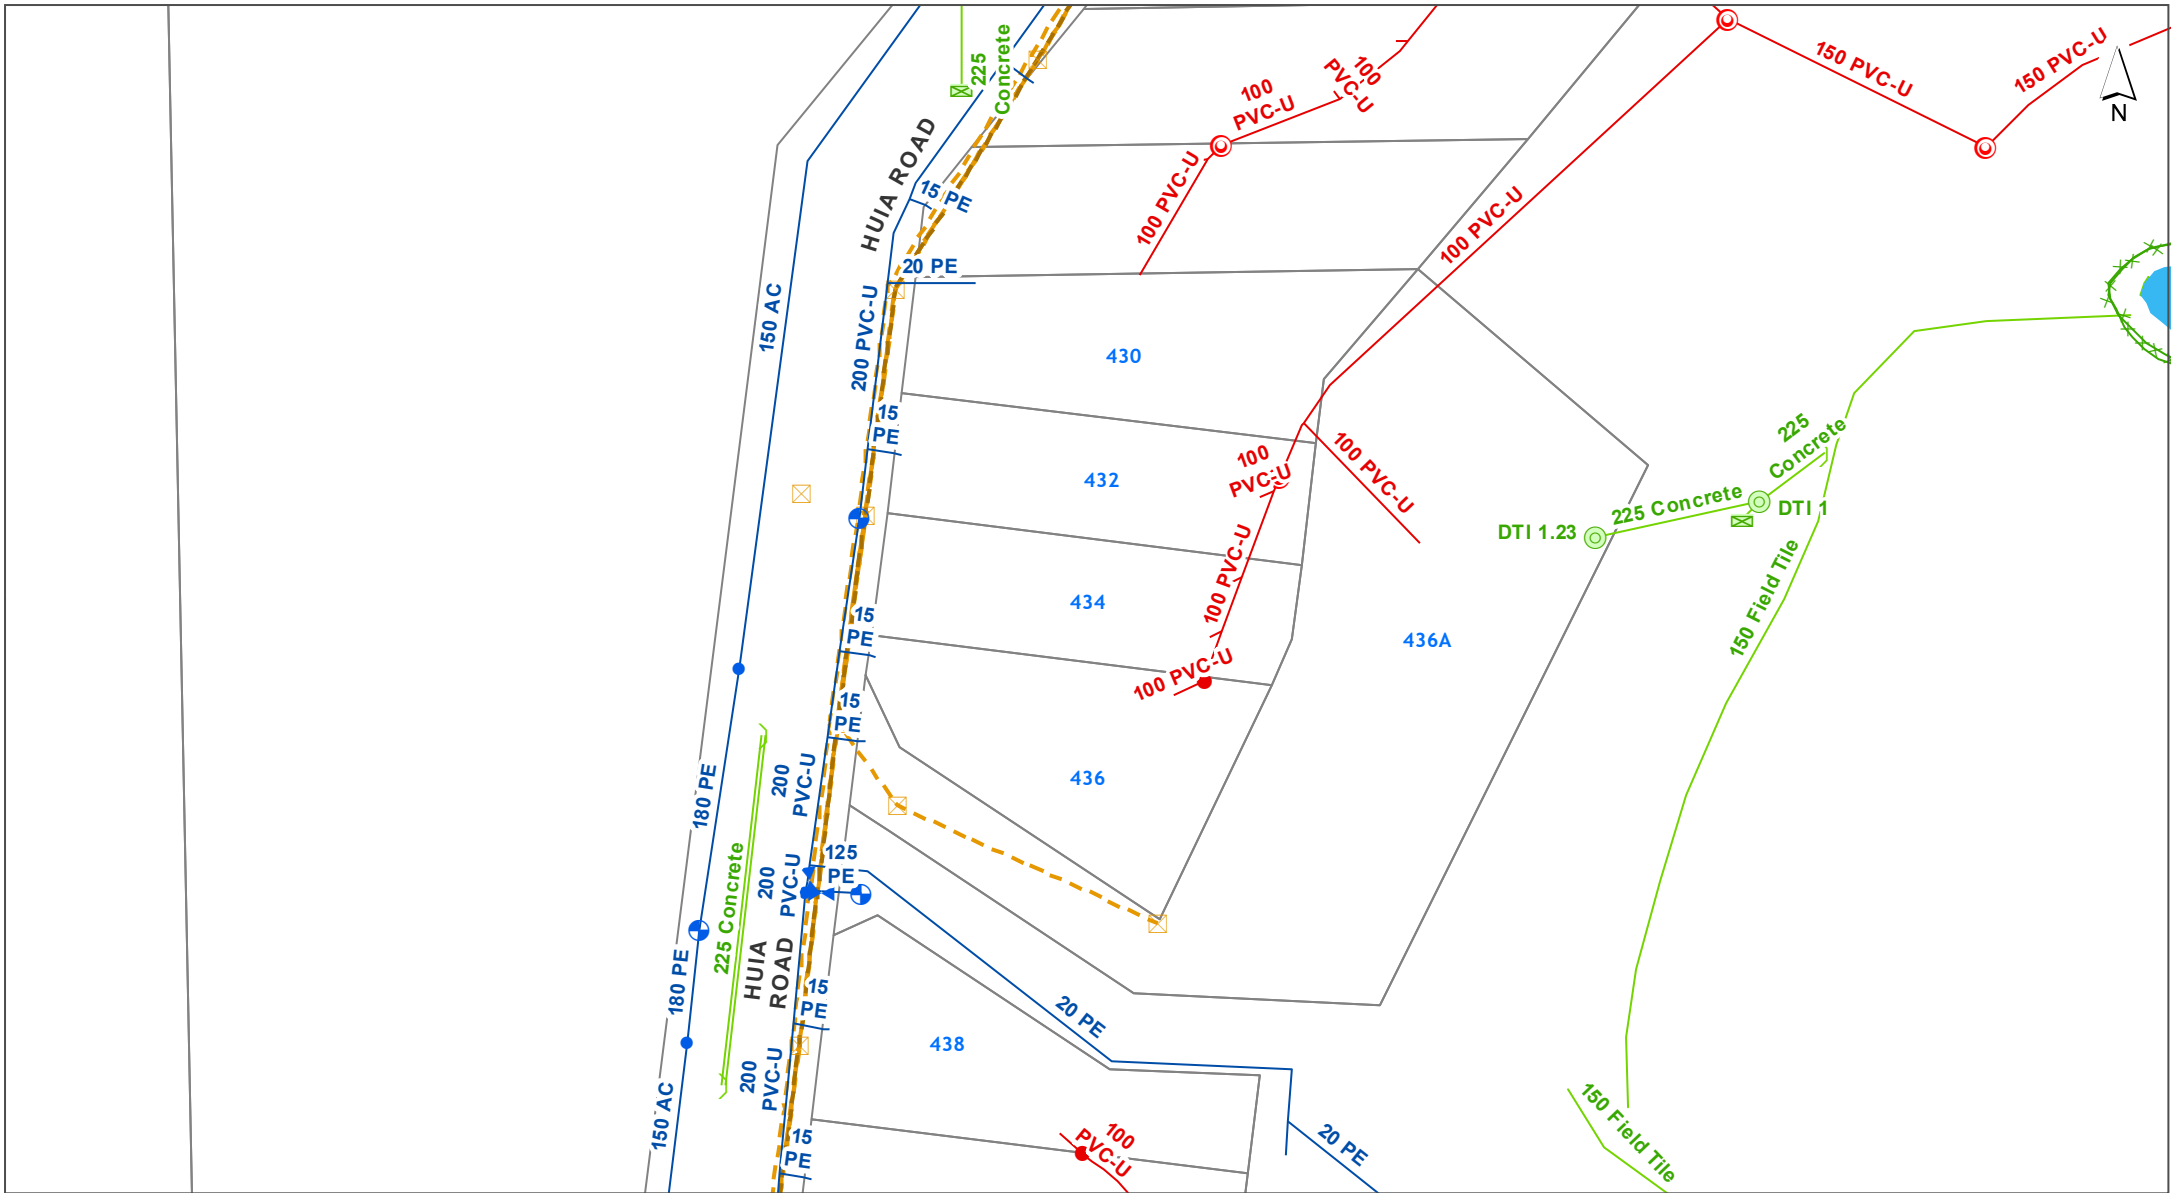 225
Concrete
100
PVC-U
100
PVC-U
150 PVC-U
150 PVC-U
N
HUIA ROAD
15 PE
100 PVC-U
100 PVC-U
20 PE
150 AC
200 PVC-U
430
15
PE
432
100
PVC-U
100 PVC-U
225
Concrete
225 Concrete
DTI 1
DTI 1.23
150 Field Tile
434
100 PVC-U
15
PE
436A
100 PVC-U
15
PE
436
200
PVC-U
180 PE
125
PE
200
PVC-U
225 Concrete
HUIA
ROAD
180 PE
15
PE
20 PE
438
200
PVC-U
150 AC
15
PE
100
PVC-U
20 PE
150 Field Tile